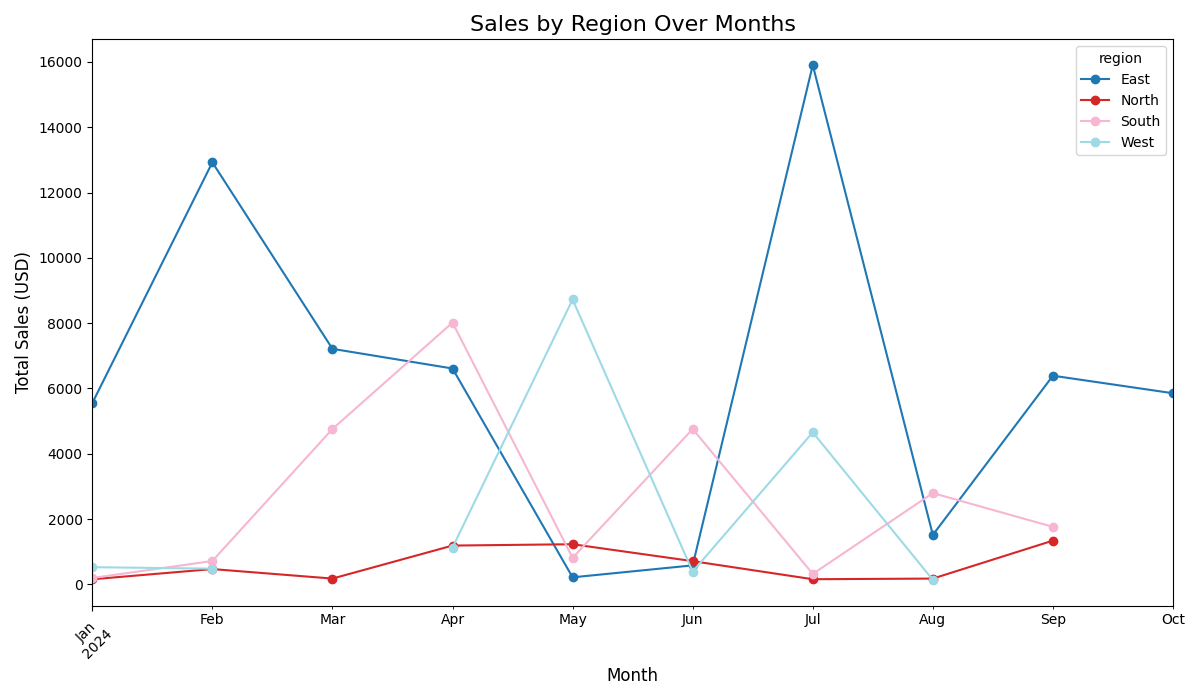 Sales by Region Over Months
Total Sales (USD)
16000
14000
12000
10000
8000
6000
4000
2000
0
region
East
North
South
West
Jan
2024
Feb
Mar
Apr
May
Jun
Jul
Aug
Sep
Oct
Month